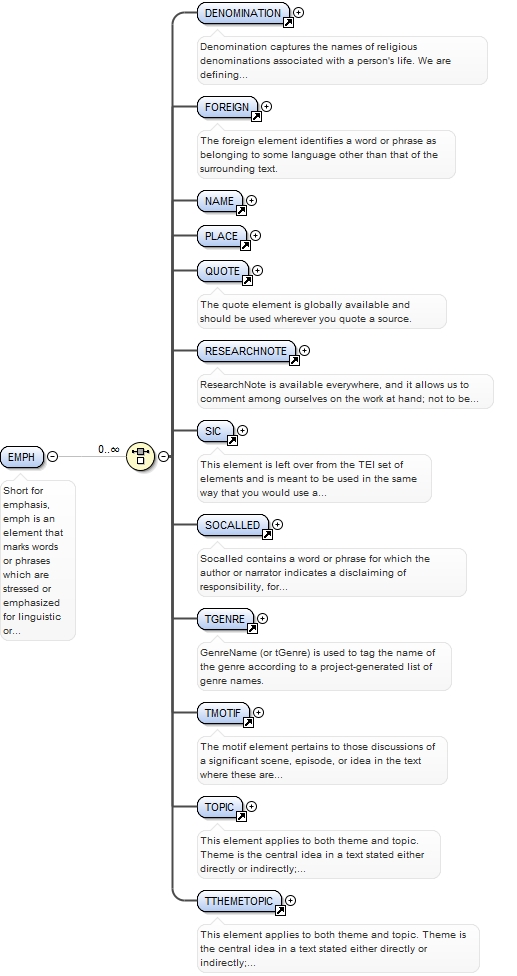 DENOMINATION
Denomination captures the names of religious
denominations associated with a person's life. We are
defining...
FOREIGN
The foreign element identifies a word or phrase as
belonging to some language other than that of the
surrounding text.
NAME
PLACE
QUOTE
The quote element is globally available and
should be used wherever you quote a source.
RESEARCHNOTE
ResearchNote is available everywhere, and it allows us to
comment among ourselves on the work at hand; not to be...
SIC
This element is left over from the TEI set of
elements and is meant to be used in the same
way that you would use a...
EMPH
0..∞
Short for
emphasis,
emph is an
element that
marks words
or phrases
which are
stressed or
emphasized
for linguistic
or...
SOCALLED
Socalled contains a word or phrase for which the
author or narrator indicates a disclaiming of
responsibility, for...
TGENRE
GenreName (or tGenre) is used to tag the name of
the genre according to a project-generated list of
genre names.
TMOTIF
The motif element pertains to those discussions of
a significant scene, episode, or idea in the text
where these are...
TOPIC
This element applies to both theme and topic.
Theme is the central idea in a text stated either
directly or indirectly;...
TTHEMETOPIC
This element applies to both theme and topic. Theme is
the central idea in a text stated either directly or
indirectly;...